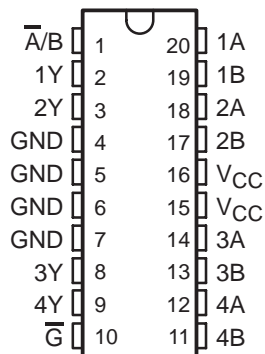 A̅/B 1 20 1A
1Y 2 19 1B
2Y 3 18 2A
GND 4 17 2B
GND 5 16 VCC
GND 6 15 VCC
GND 7 14 3A
3Y 8 13 3B
4Y 9 12 4A
G̅ 10 11 4B